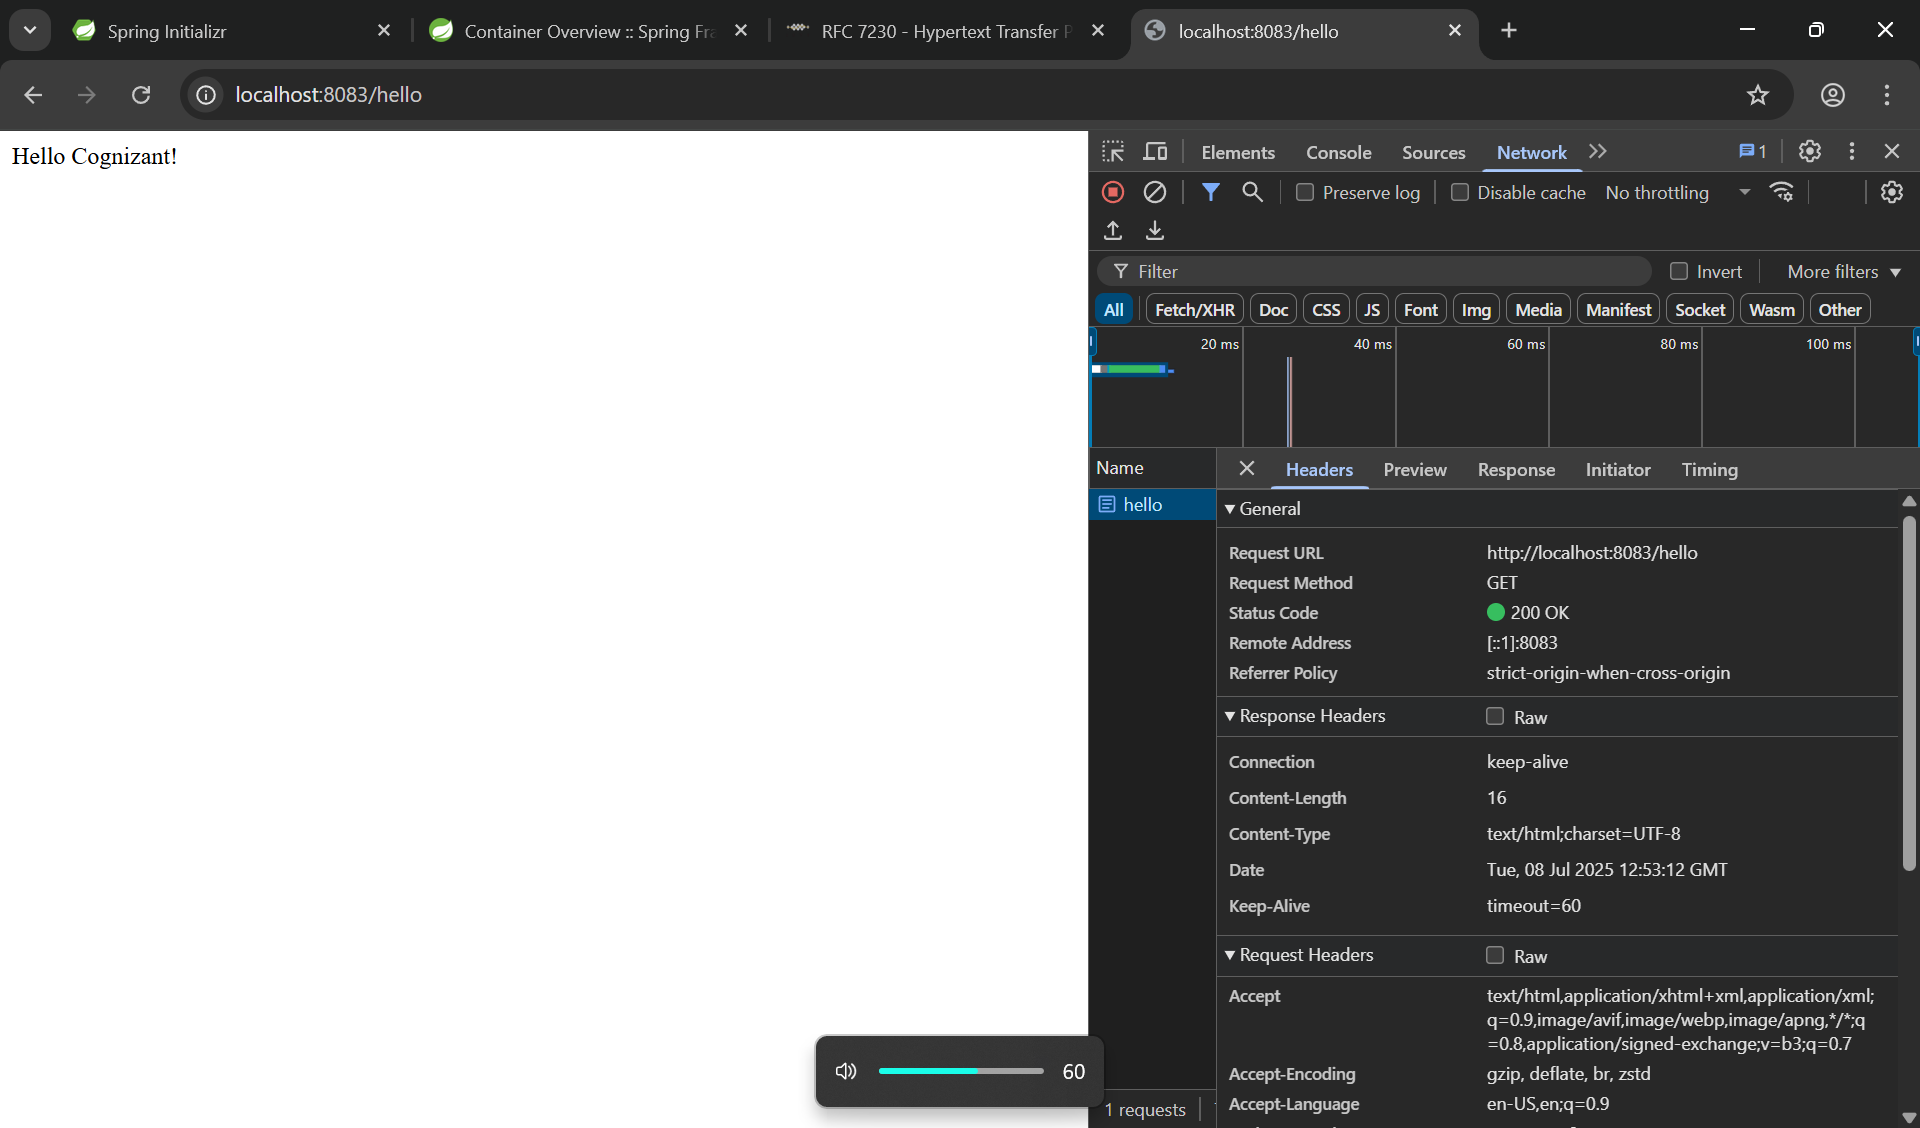 Spring Initializr
Container Overview :: Spring Fra
RFC 7230 - Hypertext Transfer P
localhost:8083/hello
localhost:8083/hello
Hello Cognizant!
Elements Console Sources Network 1
Preserve log Disable cache No throttling
Filter Invert More filters
All Fetch/XHR Doc CSS JS Font Img Media Manifest Socket Wasm Other
20 ms 40 ms 60 ms 80 ms 100 ms
Name Headers Preview Response Initiator Timing
hello
General
Request URL http://localhost:8083/hello
Request Method GET
Status Code 200 OK
Remote Address [::1]:8083
Referrer Policy strict-origin-when-cross-origin
Response Headers Raw
Connection keep-alive
Content-Length 16
Content-Type text/html;charset=UTF-8
Date Tue, 08 Jul 2025 12:53:12 GMT
Keep-Alive timeout=60
Request Headers Raw
Accept text/html,application/xhtml+xml,application/xml;
q=0.9,image/avif,image/webp,image/apng,*/*;q
=0.8,application/signed-exchange;v=b3;q=0.7
Accept-Encoding gzip, deflate, br, zstd
Accept-Language en-US,en;q=0.9
60
1 requests